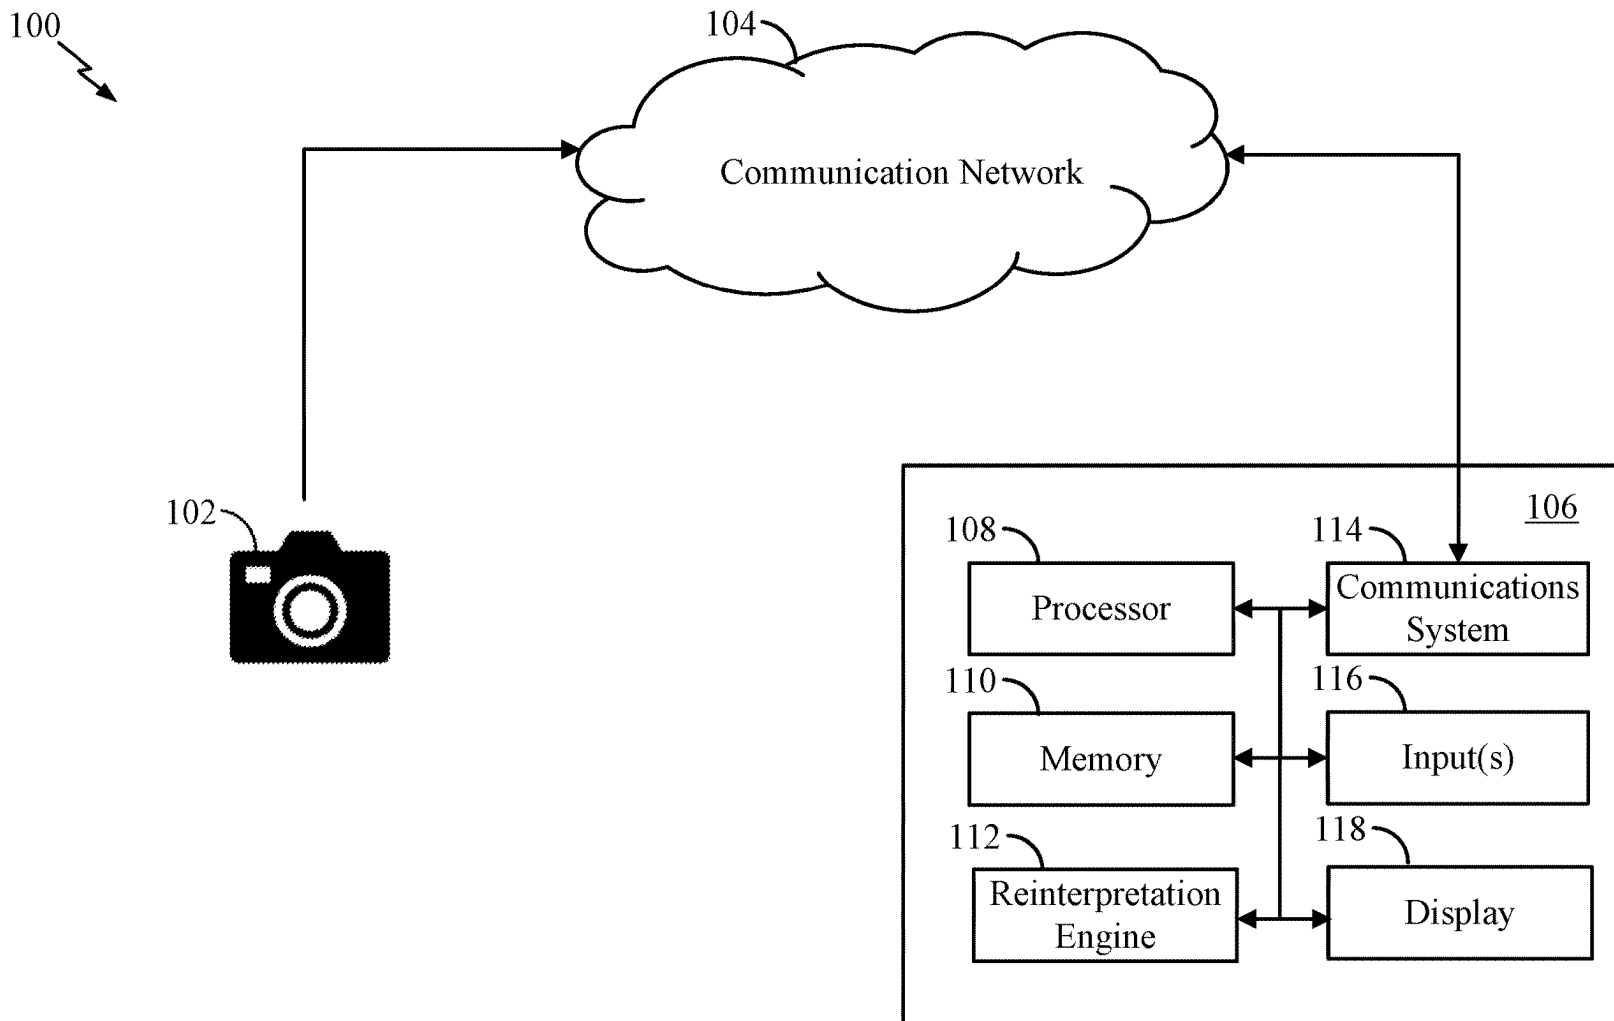 100
104
Communication Network
102
106
108
114
Processor
Communications
System
110
116
Memory
Input(s)
112
118
Reinterpretation
Engine
Display